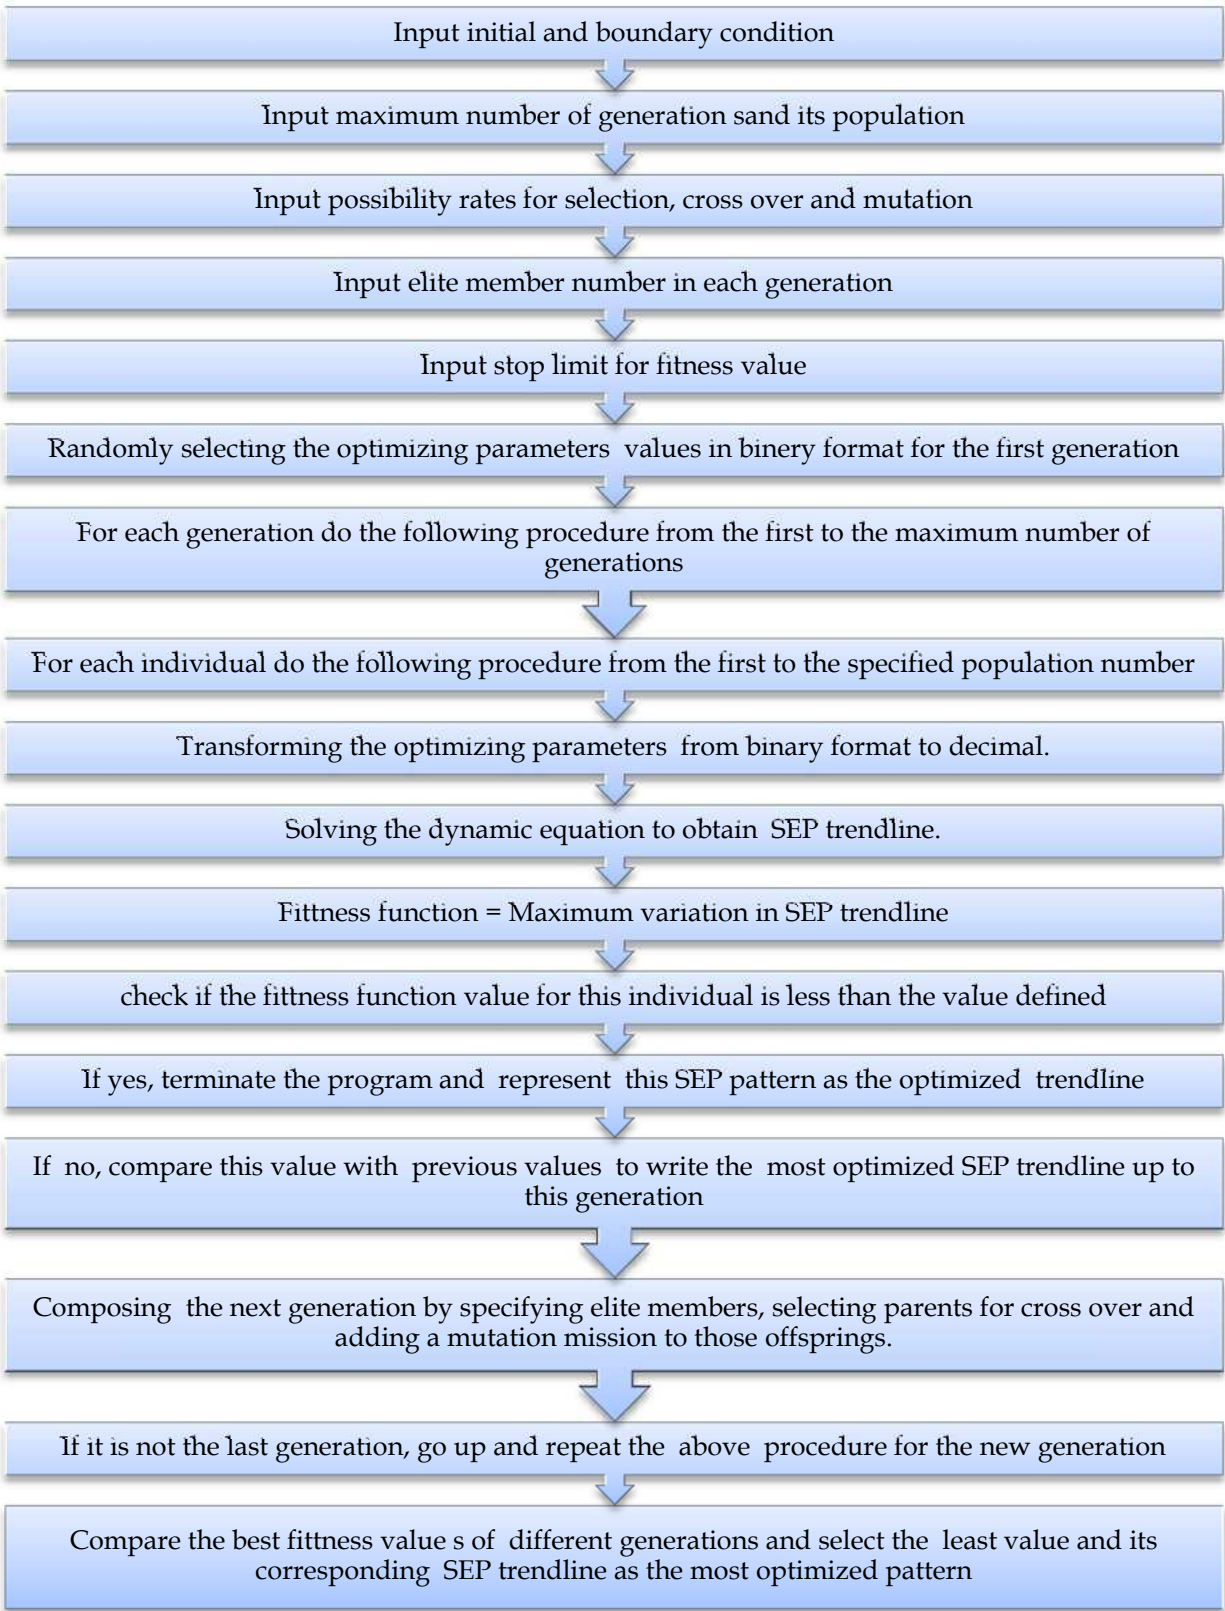 Input initial and boundary condition
Input maximum number of generation sand its population
Input possibility rates for selection, cross over and mutation
Input elite member number in each generation
Input stop limit for fitness value
Randomly selecting the optimizing parameters values in binery format for the first generation
For each generation do the following procedure from the first to the maximum number of
generations
For each individual do the following procedure from the first to the specified population number
Transforming the optimizing parameters from binary format to decimal.
Solving the dynamic equation to obtain SEP trendline.
Fittness function = Maximum variation in SEP trendline
check if the fittness function value for this individual is less than the value defined
If yes, terminate the program and represent this SEP pattern as the optimized trendline
If no, compare this value with previous values to write the most optimized SEP trendline up to
this generation
Composing the next generation by specifying elite members, selecting parents for cross over and
adding a mutation mission to those offsprings.
If it is not the last generation, go up and repeat the above procedure for the new generation
Compare the best fittness value s of different generations and select the least value and its
corresponding SEP trendline as the most optimized pattern